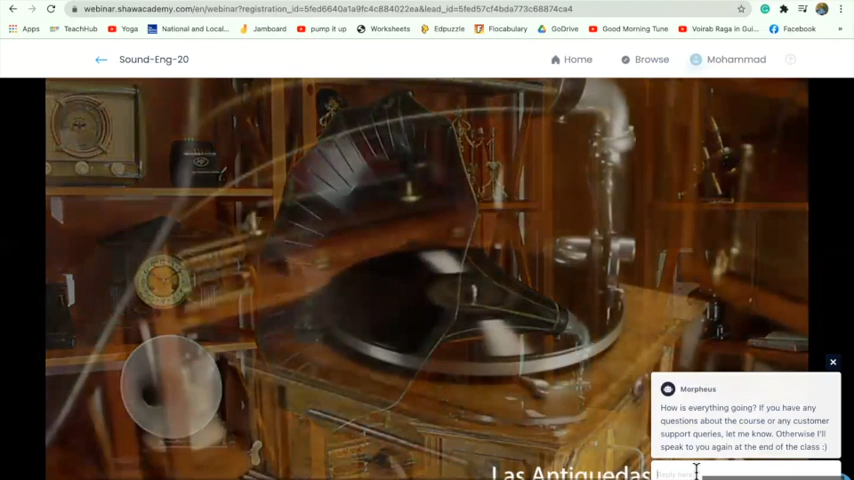 webinar.shawacademy.com/en/webinar?registration_id=5fed6640a1a9fc4c884022ea&lead_id=5fed57cf4bda773c68874ca4
Apps TeachHub Yoga National and Local... Jamboard pump it up Worksheets Edpuzzle Flocabulary GoDrive Good Morning Tune Voirab Raga in Gui... Facebook »
Sound-Eng-20 Home Browse Mohammad
Morpheus
How is everything going? If you have any
questions about the course or any customer
support queries, let me know. Otherwise I'll
speak to you again at the end of the class :)
Reply here
Las Antiguedas